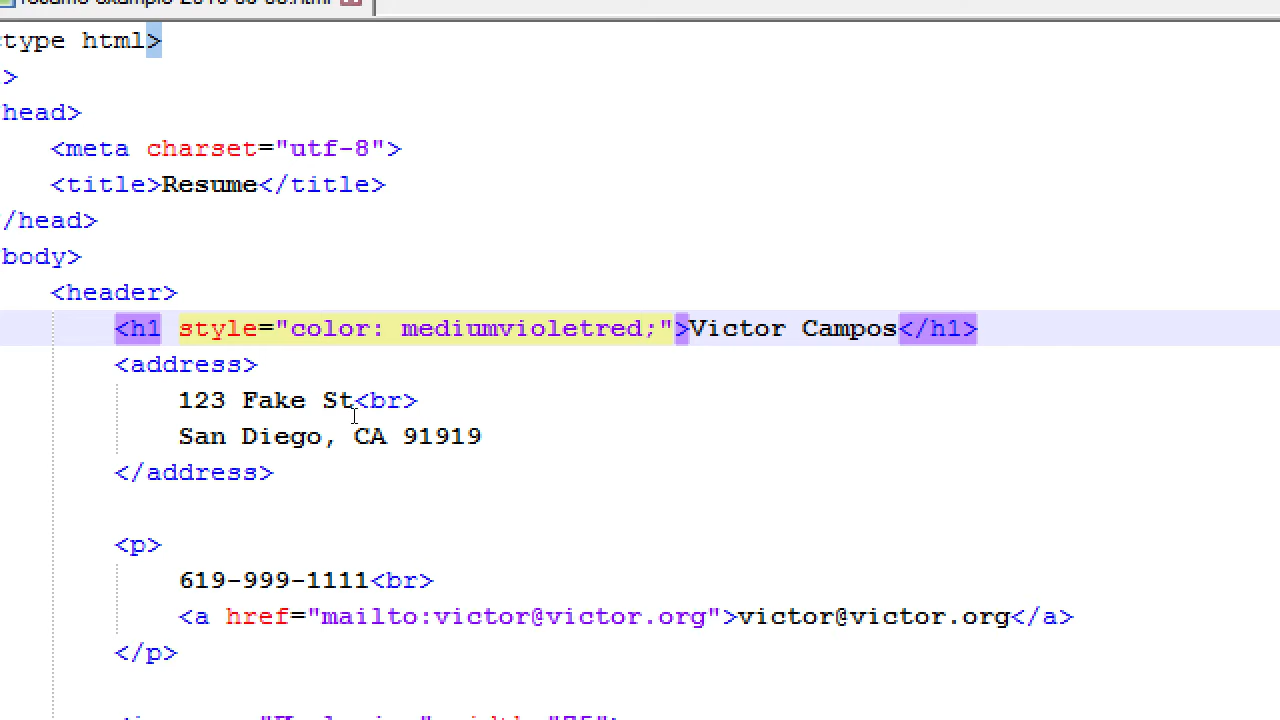 type html>
>
head>
<meta charset="utf-8">
<title>Resume</title>
/head>
body>
<header>
<h1 style="color: mediumvioletred;">Victor Campos</h1>
<address>
123 Fake St<br>
San Diego, CA 91919
</address>
<p>
619-999-1111<br>
<a href="mailto:victor@victor.org">victor@victor.org</a>
</p>